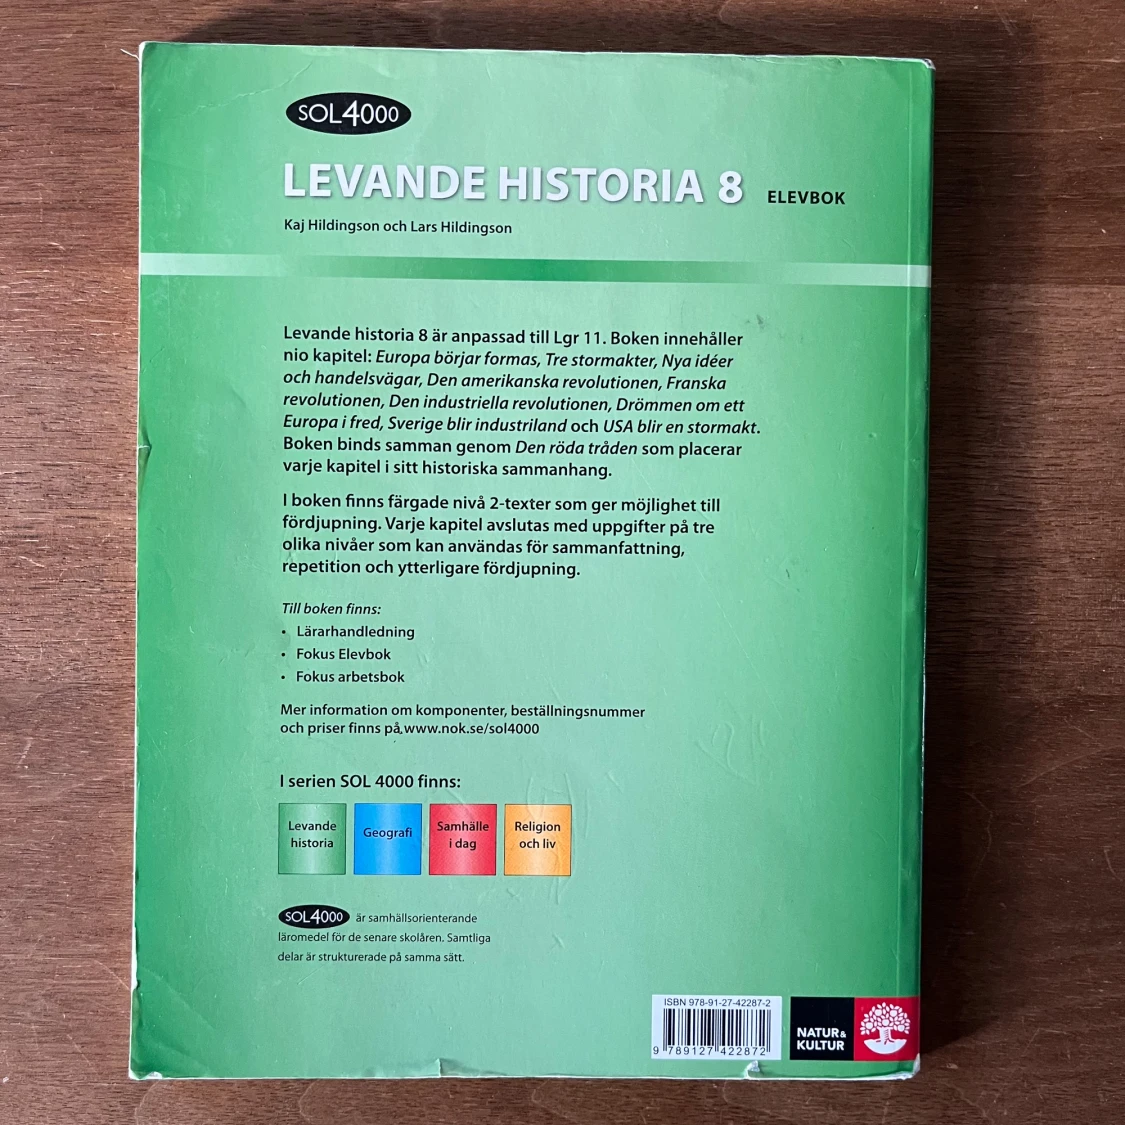 SOL4000
LEVANDE HISTORIA 8 ELEVBOK
Kaj Hildingson och Lars Hildingson
Levande historia 8 är anpassad till Lgr 11. Boken innehåller
nio kapitel: Europa börjar formas, Tre stormakter, Nya idéer
och handelsvägar, Den amerikanska revolutionen, Franska
revolutionen, Den industriella revolutionen, Drömmen om ett
Europa i fred, Sverige blir industriland och USA blir en stormakt.
Boken binds samman genom Den röda tråden som placerar
varje kapitel i sitt historiska sammanhang.
I boken finns färgade nivå 2-texter som ger möjlighet till
fördjupning. Varje kapitel avslutas med uppgifter på tre
olika nivåer som kan användas för sammanfattning,
repetition och ytterligare fördjupning.
Till boken finns:
• Lärarhandledning
• Fokus Elevbok
• Fokus arbetsbok
Mer information om komponenter, beställningsnummer
och priser finns på www.nok.se/sol4000
I serien SOL 4000 finns:
Levande
historia
Geografi
Samhälle
i dag
Religion
och liv
SOL4000 är samhällsorienterande
läromedel för de senare skolåren. Samtliga
delar är strukturerade på samma sätt.
ISBN 978-91-27-42287-2
9 789127 422872
NATUR&
KULTUR